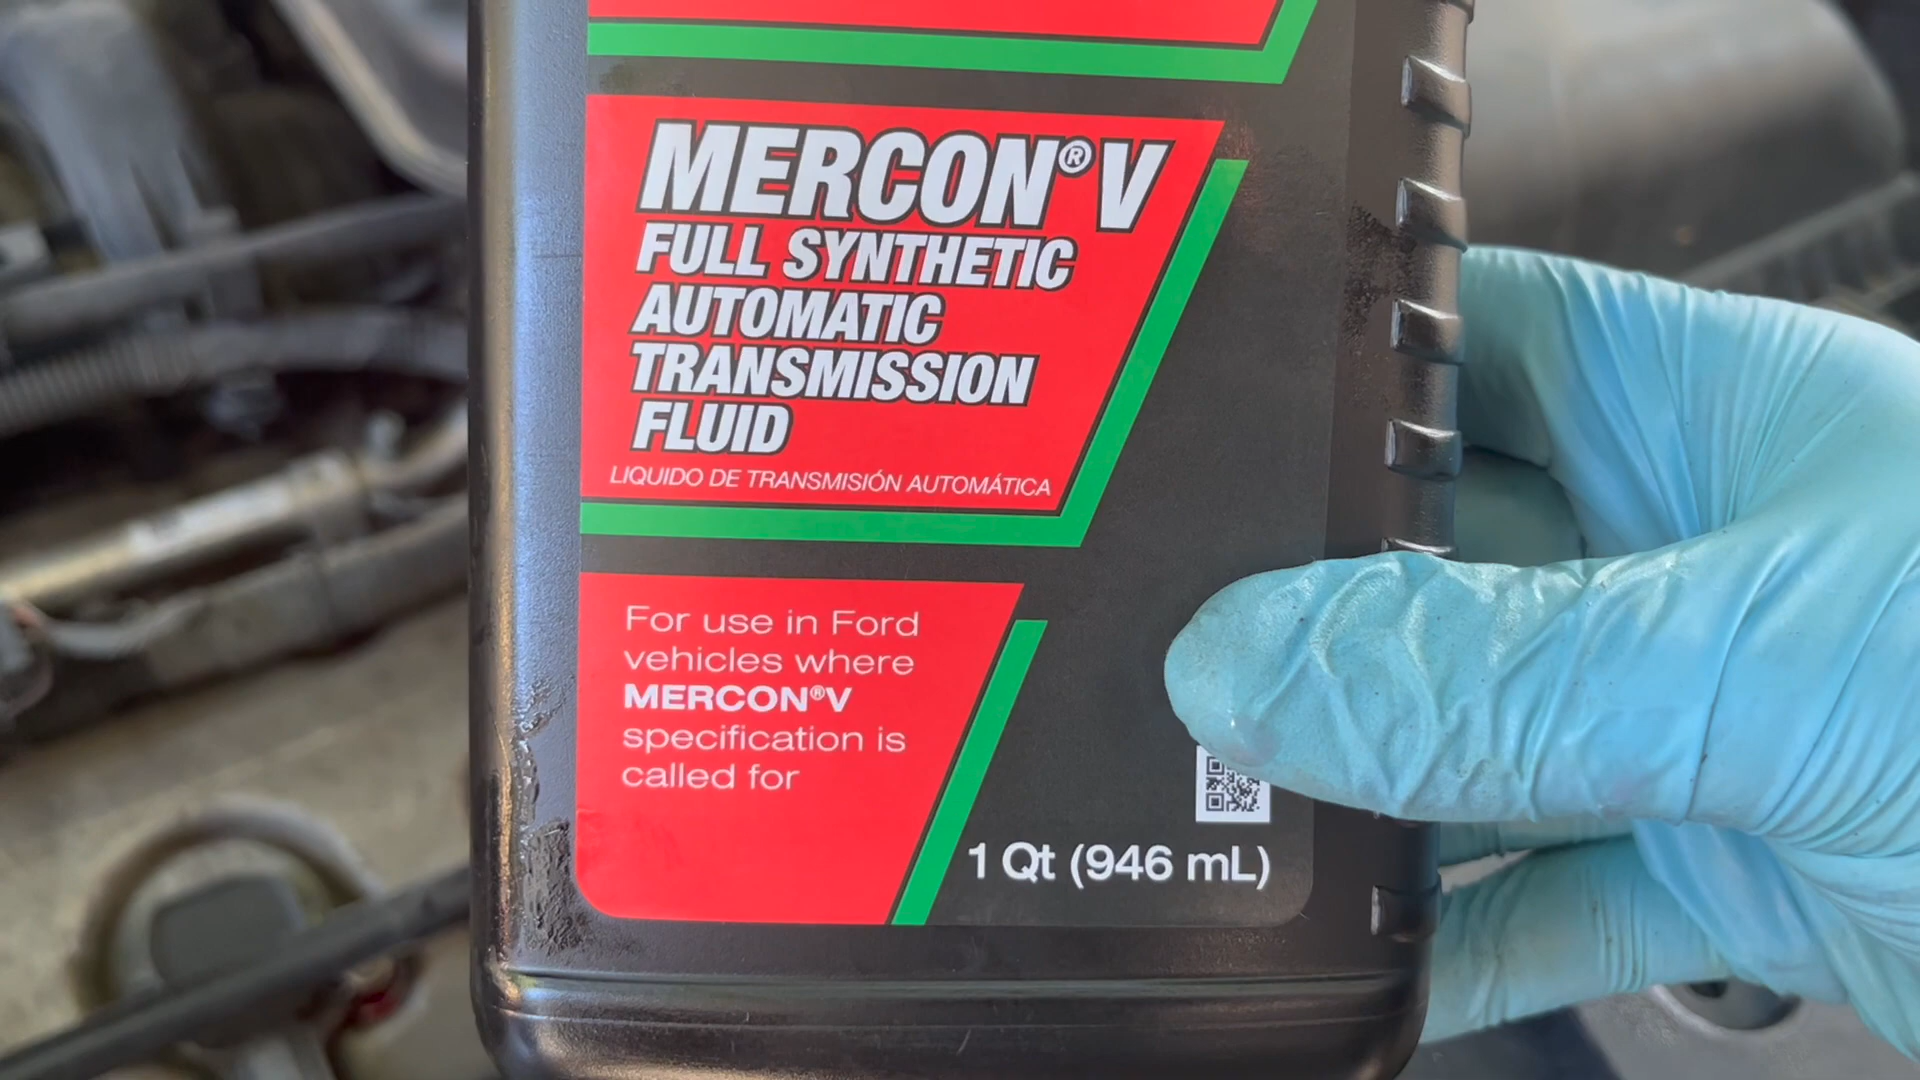 MERCON® V
FULL SYNTHETIC
AUTOMATIC
TRANSMISSION
FLUID
LIQUIDO DE TRANSMISIÓN AUTOMÁTICA
For use in Ford
vehicles where
MERCON®V
specification is
called for
1 Qt (946 mL)